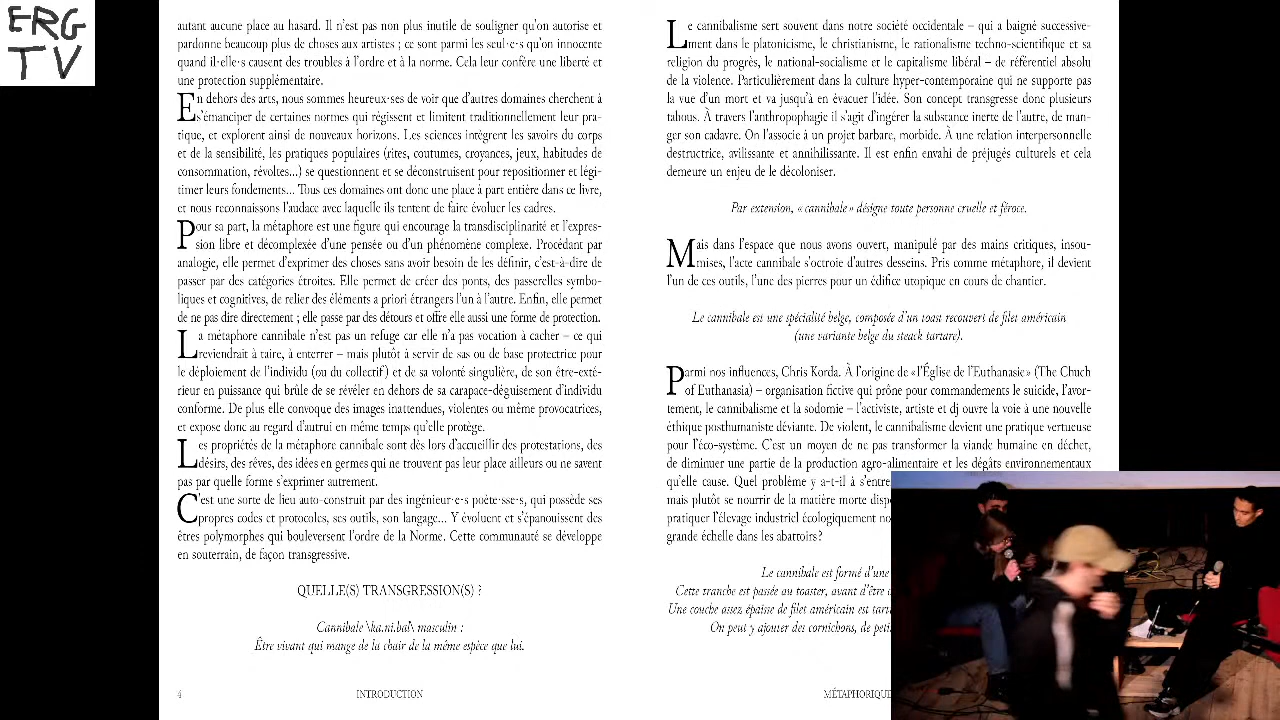 ERG
TV
autant aucune place au hasard. Il n'est pas non plus inutile de souligner qu'on autorise et
pardonne beaucoup plus de choses aux artistes ; ce sont parmi les seul·e·s qu'on innocente
quand il·elle·s causent des troubles à l'ordre et à la norme. Cela leur confère une liberté et
une protection supplémentaire.
En dehors des arts, nous sommes heureux·ses de voir que d'autres domaines cherchent à
s'émanciper de certaines normes qui régissent et limitent traditionnellement leur pra-
tique, et explorent ainsi de nouveaux horizons. Les sciences intègrent les savoirs du corps
et de la sensibilité, les pratiques populaires (rites, coutumes, croyances, jeux, habitudes de
consommation, révoltes...) se questionnent et se déconstruisent pour repositionner et légi-
timer leurs fondements... Tous ces domaines ont donc une place à part entière dans ce livre,
et nous reconnaissons l'audace avec laquelle ils tentent de faire évoluer les cadres.
Pour sa part, la métaphore est une figure qui encourage la transdisciplinarité et l'expres-
sion libre et décomplexée d'une pensée ou d'un phénomène complexe. Procédant par
analogie, elle permet d'exprimer des choses sans avoir besoin de les définir, c'est-à-dire de
passer par des catégories étroites. Elle permet de créer des ponts, des passerelles symbo-
liques et cognitives, de relier des éléments a priori étrangers l'un à l'autre. Enfin, elle permet
de ne pas dire directement ; elle passe par des détours et offre elle aussi une forme de protection.
La métaphore cannibale n'est pas un refuge car elle n'a pas vocation à cacher – ce qui
reviendrait à taire, à enterrer – mais plutôt à servir de sas ou de base protectrice pour
le déploiement de l'individu (ou du collectif) et de sa volonté singulière, de son être-exté-
rieur en puissance qui brûle de se révéler en dehors de sa carapace-déguisement d'individu
conforme. De plus elle convoque des images inattendues, violentes ou même provocatrices,
et expose donc au regard d'autrui en même temps qu'elle protège.
Les propriétés de la métaphore cannibale sont dès lors d'accueillir des protestations, des
désirs, des rêves, des idées en germes qui ne trouvent pas leur place ailleurs ou ne savent
pas par quelle forme s'exprimer autrement.
C'est une sorte de lieu auto-construit par des ingénieur·e·s poète·sse·s, qui possède ses
propres codes et protocoles, ses outils, son langage... Y évoluent et s'épanouissent des
êtres polymorphes qui bouleversent l'ordre de la Norme. Cette communauté se développe
en souterrain, de façon transgressive.
QUELLE(S) TRANSGRESSION(S) ?
Cannibale \ka.ni.bal\ masculin :
Être vivant qui mange de la chair de la même espèce que lui.
4
INTRODUCTION
Le cannibalisme sert souvent dans notre société occidentale – qui a baigné successive-
ment dans le platonicisme, le christianisme, le rationalisme techno-scientifique et sa
religion du progrès, le national-socialisme et le capitalisme libéral – de référentiel absolu
de la violence. Particulièrement dans la culture hyper-contemporaine qui ne supporte pas
la vue d'un mort et va jusqu'à en évacuer l'idée. Son concept transgresse donc plusieurs
tabous. À travers l'anthropophagie il s'agit d'ingérer la substance inerte de l'autre, de man-
ger son cadavre. On l'associe à un projet barbare, morbide. À une relation interpersonnelle
destructrice, avilissante et annihilissante. Il est enfin envahi de préjugés culturels et cela
demeure un enjeu de le décoloniser.
Par extension, « cannibale » désigne toute personne cruelle et féroce.
Mais dans l'espace que nous avons ouvert, manipulé par des mains critiques, insou-
mises, l'acte cannibale s'octroie d'autres desseins. Pris comme métaphore, il devient
l'un de ces outils, l'une des pierres pour un édifice utopique en cours de chantier.
Le cannibale est une spécialité belge, composée d'un toast recouvert de filet américain
(une variante belge du steack tartare).
Parmi nos influences, Chris Korda. À l'origine de « l'Église de l'Euthanasie » (The Chuch
of Euthanasia) – organisation fictive qui prône pour commandements le suicide, l'avor-
tement, le cannibalisme et la sodomie – l'activiste, artiste et dj ouvre la voie à une nouvelle
éthique posthumaniste déviante. De violent, le cannibalisme devient une pratique vertueuse
pour l'éco-système. C'est un moyen de ne pas transformer la viande humaine en déchet,
de diminuer une partie de la production agro-alimentaire et les dégâts environnementaux
qu'elle cause. Quel problème y a-t-il à s'entre
mais plutôt se nourrir de la matière morte
pratiquer l'élevage industriel écologiquement
grande échelle dans les abattoirs?
Le cannibale est formé d'une
Cette tranche est passée au toaster, avant d'être
Une couche assez épaisse de filet américain est
On peut y ajouter des cornichons, de
MÉTAPHORIQUE